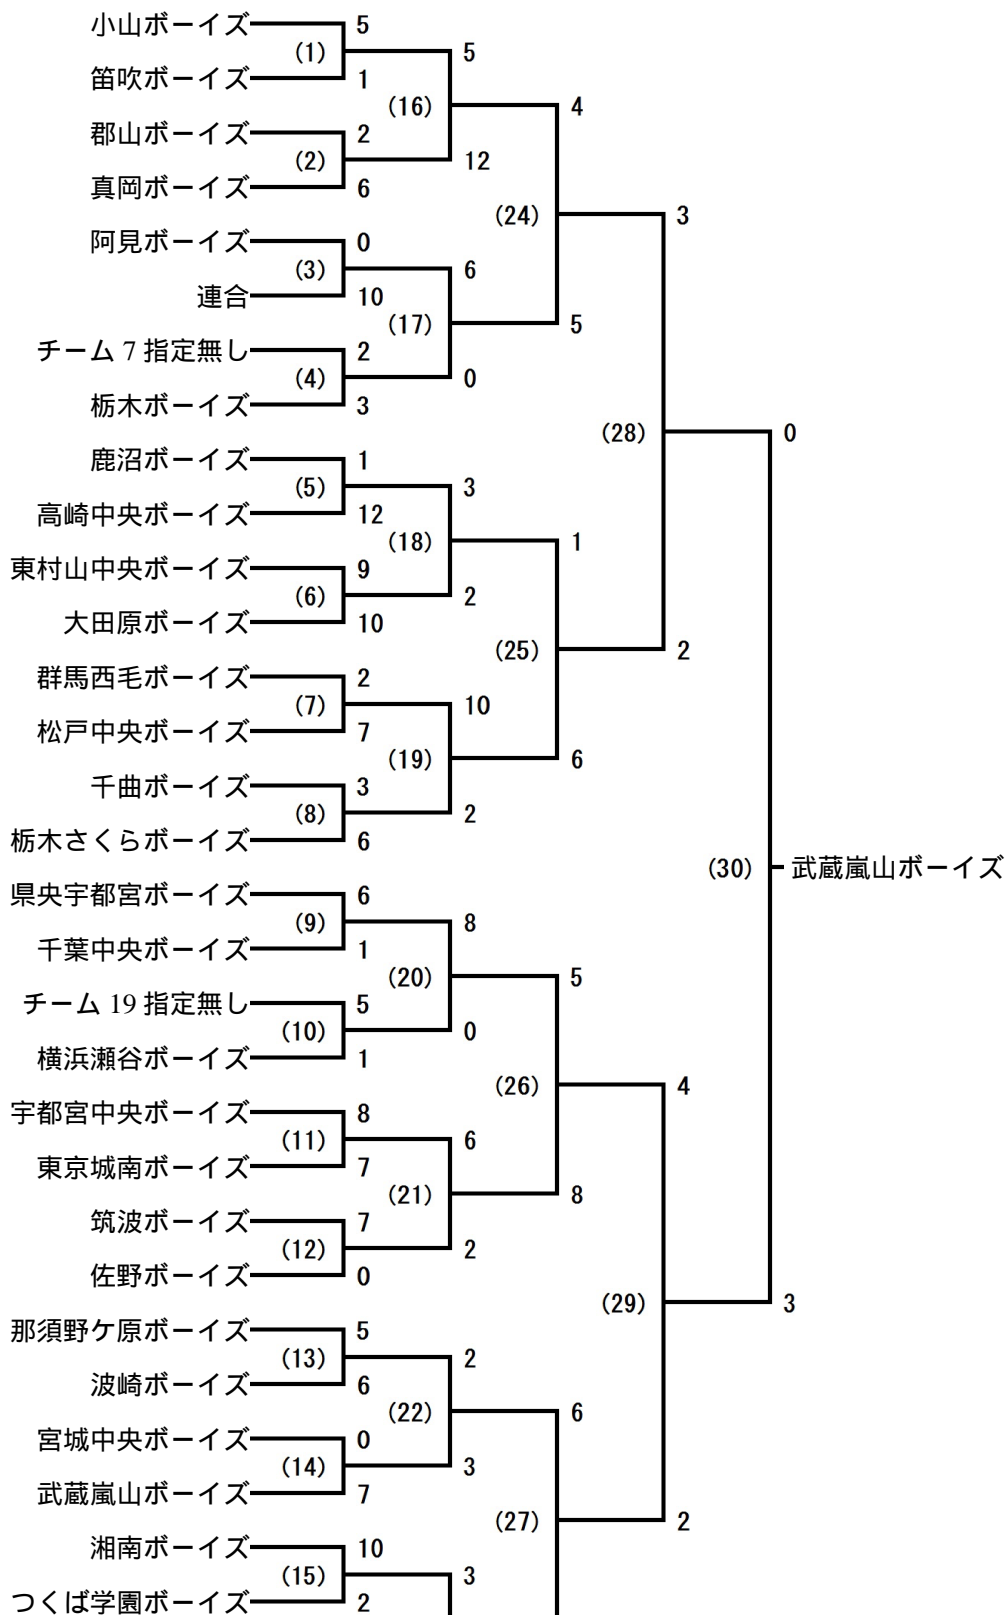 小山ボーイズ 5
(1) 5
笛吹ボーイズ 1
(16) 4
郡山ボーイズ 2
(2) 12
真岡ボーイズ 6
(24) 3
阿見ボーイズ 0
(3) 6
連合 10
(17) 5
チーム 7 指定無し 2
(4) 0
栃木ボーイズ 3
(28) 0
鹿沼ボーイズ 1
(5) 3
高崎中央ボーイズ 12
(18) 1
東村山中央ボーイズ 9
(6) 2
大田原ボーイズ 10
(25) 2
群馬西毛ボーイズ 2
(7) 10
松戸中央ボーイズ 7
(19) 6
千曲ボーイズ 3
(8) 2
栃木さくらボーイズ 6
(30) 武蔵嵐山ボーイズ
県央宇都宮ボーイズ 6
(9) 8
千葉中央ボーイズ 1
(20) 5
チーム 19 指定無し 5
(10) 0
横浜瀬谷ボーイズ 1
(26) 4
宇都宮中央ボーイズ 8
(11) 6
東京城南ボーイズ 7
(21) 8
筑波ボーイズ 7
(12) 2
佐野ボーイズ 0
(29) 3
那須野ケ原ボーイズ 5
(13) 2
波崎ボーイズ 6
(22) 6
宮城中央ボーイズ 0
(14) 3
武蔵嵐山ボーイズ 7
(27) 2
湘南ボーイズ 10
(15) 3
つくば学園ボーイズ 2